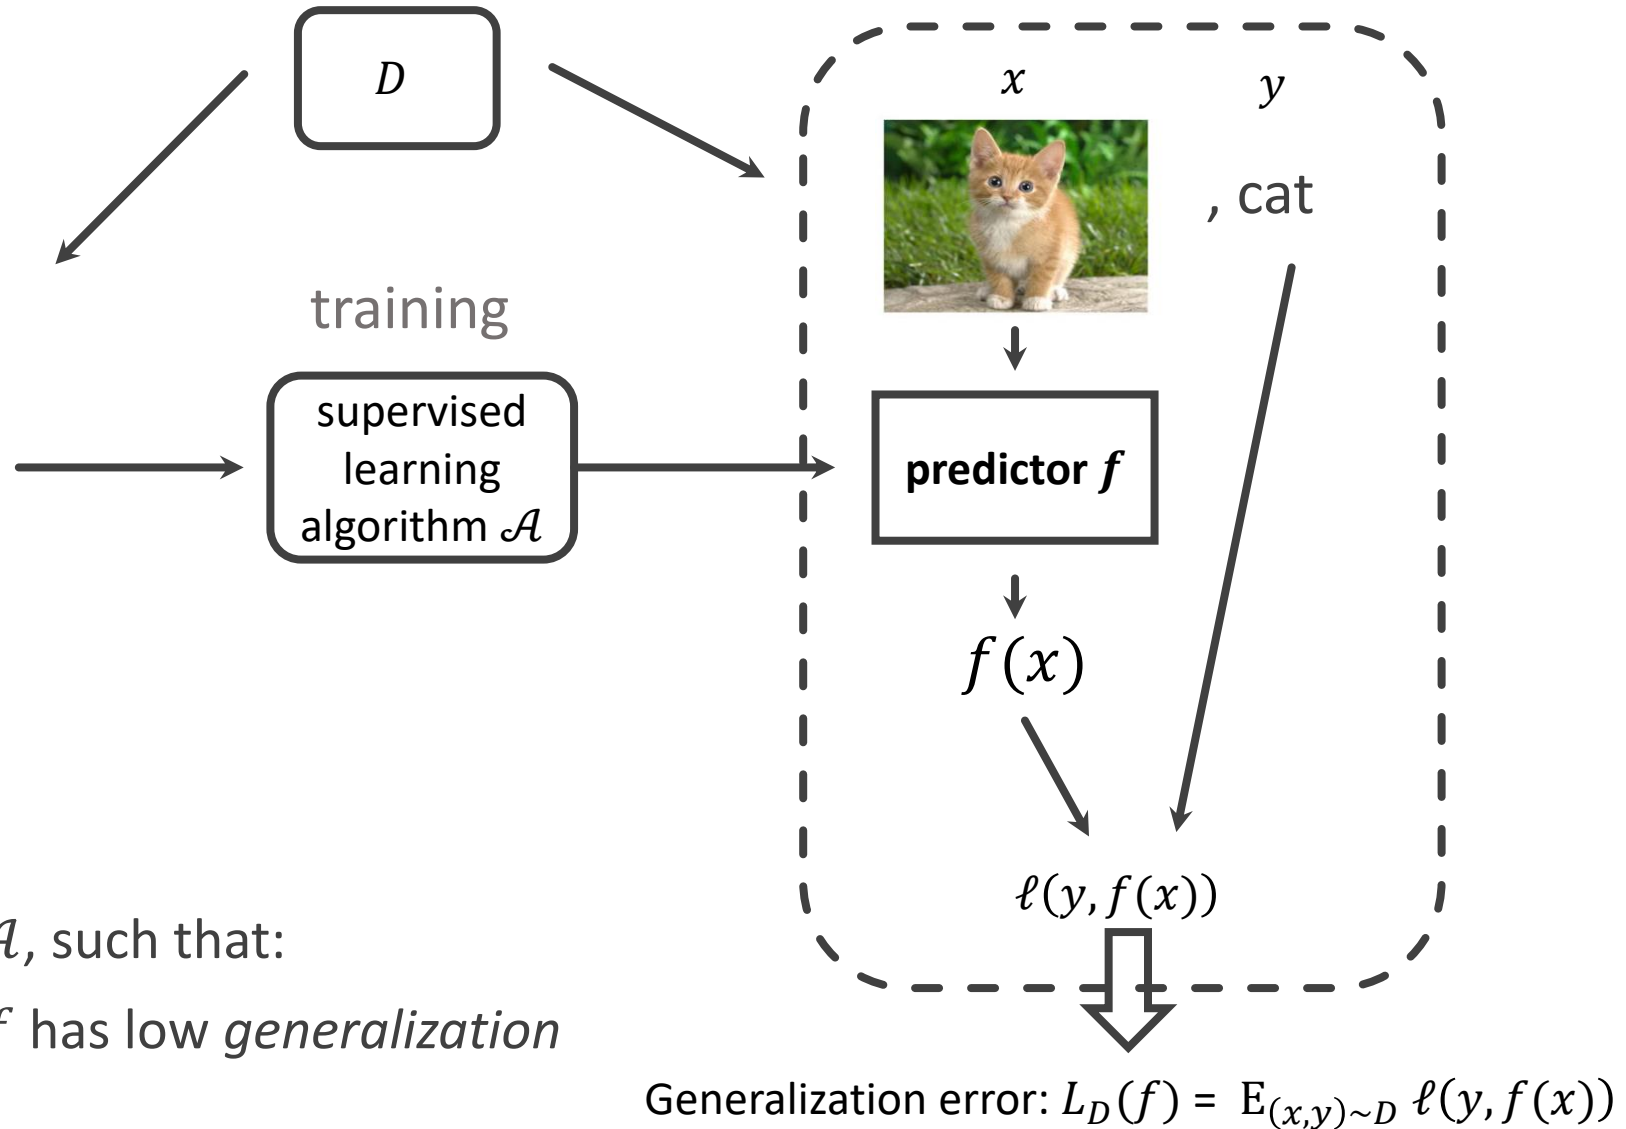 D
x y
, cat
training
supervised
learning
algorithm 𝒜
predictor f
f(x)
ℓ(y, f(x))
𝒜, such that:
f has low generalization
Generalization error: L_D(f) = E_{(x,y)~D} ℓ(y, f(x))